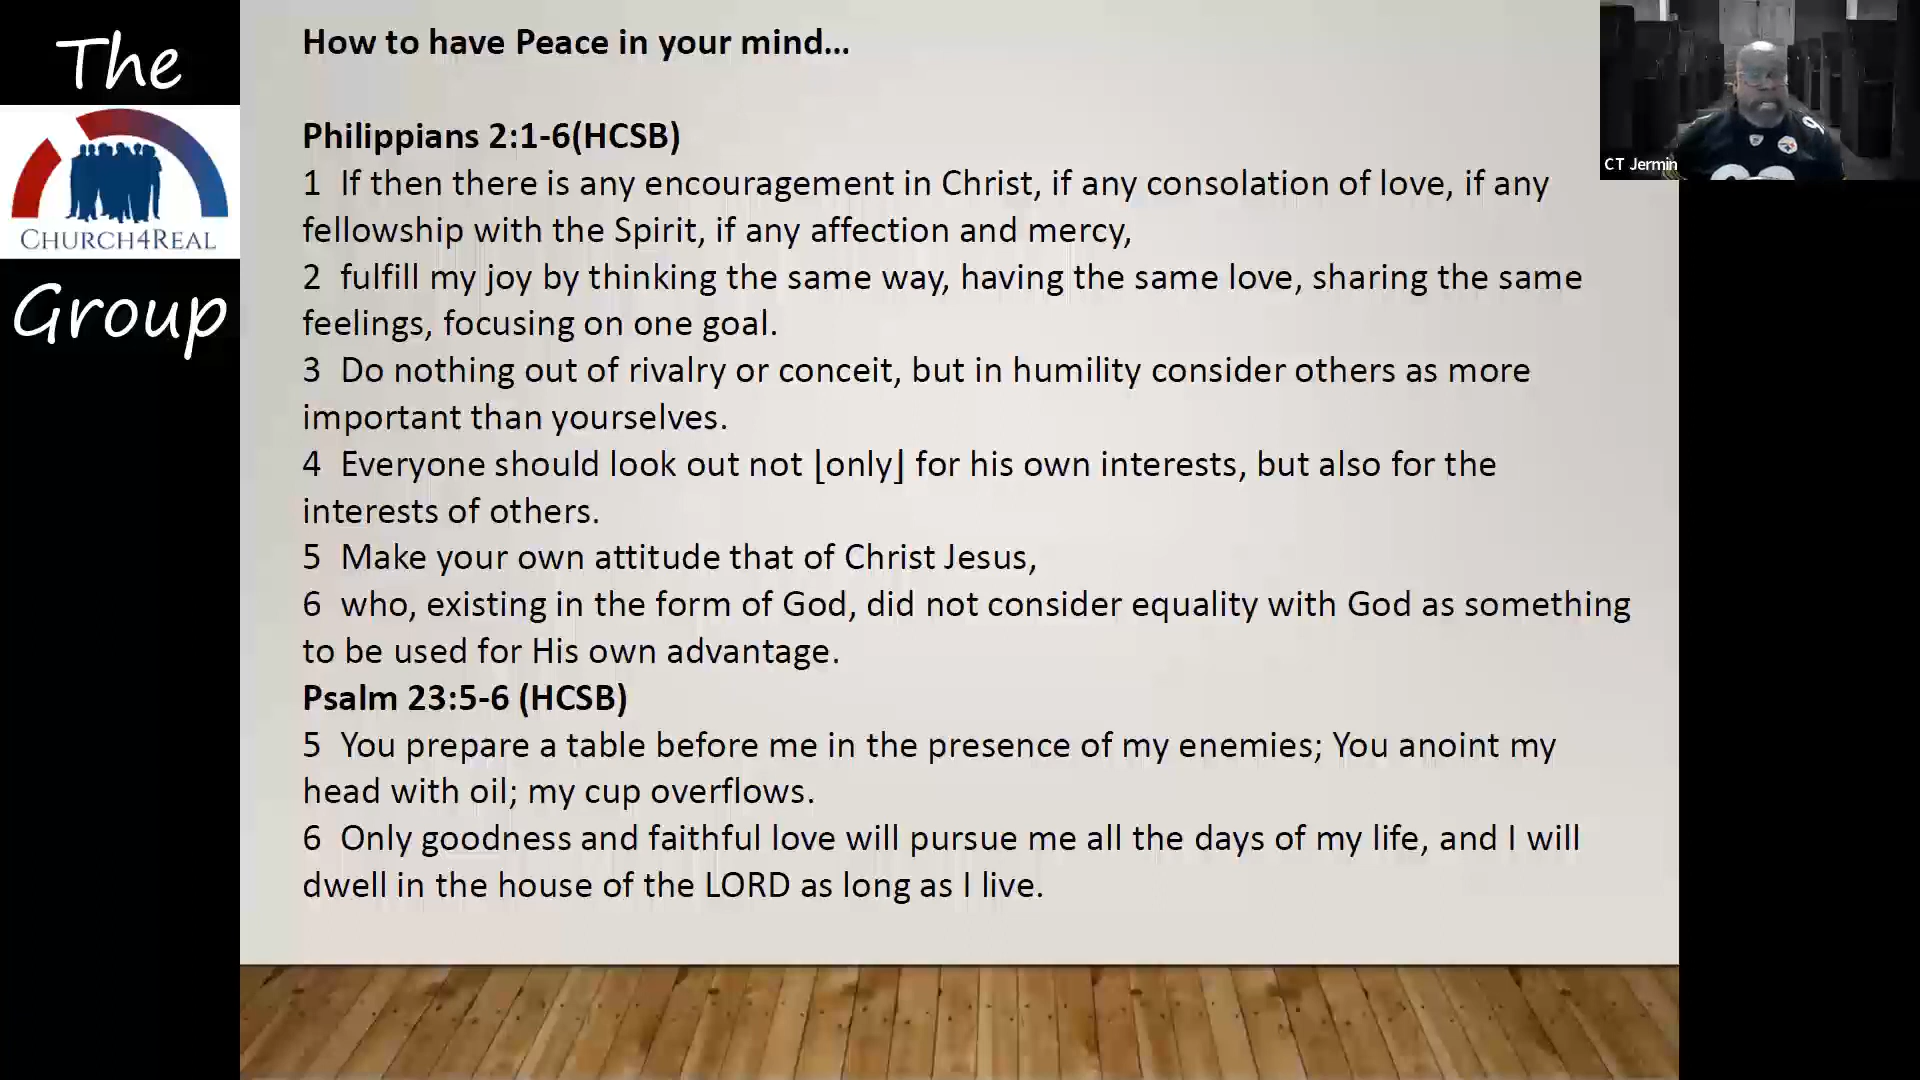 The
CHURCH4REAL
Group
How to have Peace in your mind...
Philippians 2:1-6(HCSB)
1 If then there is any encouragement in Christ, if any consolation of love, if any
fellowship with the Spirit, if any affection and mercy,
2 fulfill my joy by thinking the same way, having the same love, sharing the same
feelings, focusing on one goal.
3 Do nothing out of rivalry or conceit, but in humility consider others as more
important than yourselves.
4 Everyone should look out not ⌊only⌋ for his own interests, but also for the
interests of others.
5 Make your own attitude that of Christ Jesus,
6 who, existing in the form of God, did not consider equality with God as something
to be used for His own advantage.
Psalm 23:5-6 (HCSB)
5 You prepare a table before me in the presence of my enemies; You anoint my
head with oil; my cup overflows.
6 Only goodness and faithful love will pursue me all the days of my life, and I will
dwell in the house of the LORD as long as I live.
CT Jermin